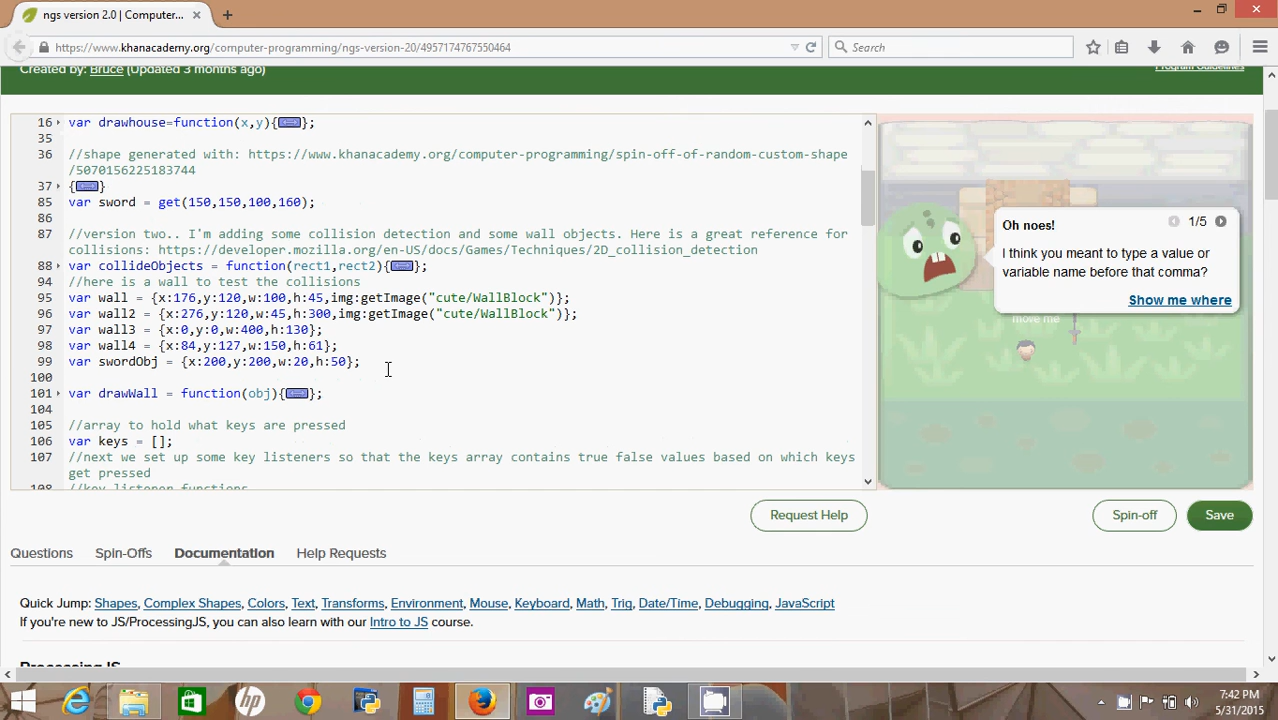 ngs version 2.0 | Computer...
https://www.khanacademy.org/computer-programming/ngs-version-20/4957174767550464
Search
Created by: Bruce (Updated 3 months ago)
Program Guidelines
16 var drawhouse=function(x,y){};
35
36 //shape generated with: https://www.khanacademy.org/computer-programming/spin-off-of-random-custom-shape
/5070156225183744
37 {}
85 var sword = get(150,150,100,160);
86
87 //version two.. I'm adding some collision detection and some wall objects. Here is a great reference for
collisions: https://developer.mozilla.org/en-US/docs/Games/Techniques/2D_collision_detection
88 var collideObjects = function(rect1,rect2){};
94 //here is a wall to test the collisions
95 var wall = {x:176,y:120,w:100,h:45,img:getImage("cute/WallBlock")};
96 var wall2 = {x:276,y:120,w:45,h:300,img:getImage("cute/WallBlock")};
97 var wall3 = {x:0,y:0,w:400,h:130};
98 var wall4 = {x:84,y:127,w:150,h:61};
99 var swordObj = {x:200,y:200,w:20,h:50};
100
101 var drawWall = function(obj){};
104
105 //array to hold what keys are pressed
106 var keys = [];
107 //next we set up some key listeners so that the keys array contains true false values based on which keys
get pressed
108 //key listener functions
Oh noes!
1/5
I think you meant to type a value or
variable name before that comma?
Show me where
move me
Request Help
Spin-off
Save
Questions
Spin-Offs
Documentation
Help Requests
Quick Jump: Shapes, Complex Shapes, Colors, Text, Transforms, Environment, Mouse, Keyboard, Math, Trig, Date/Time, Debugging, JavaScript
If you're new to JS/ProcessingJS, you can also learn with our Intro to JS course.
ProcessingJS
7:42 PM
5/31/2015